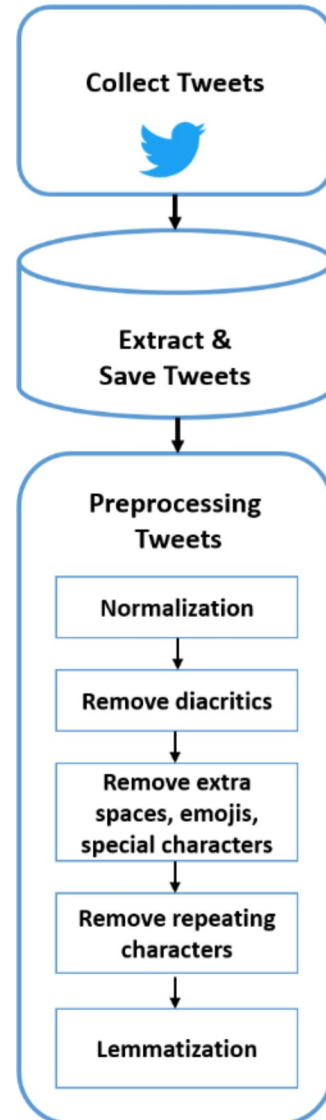 Collect Tweets
Extract &
Save Tweets
Preprocessing
Tweets
Normalization
Remove diacritics
Remove extra
spaces, emojis,
special characters
Remove repeating
characters
Lemmatization